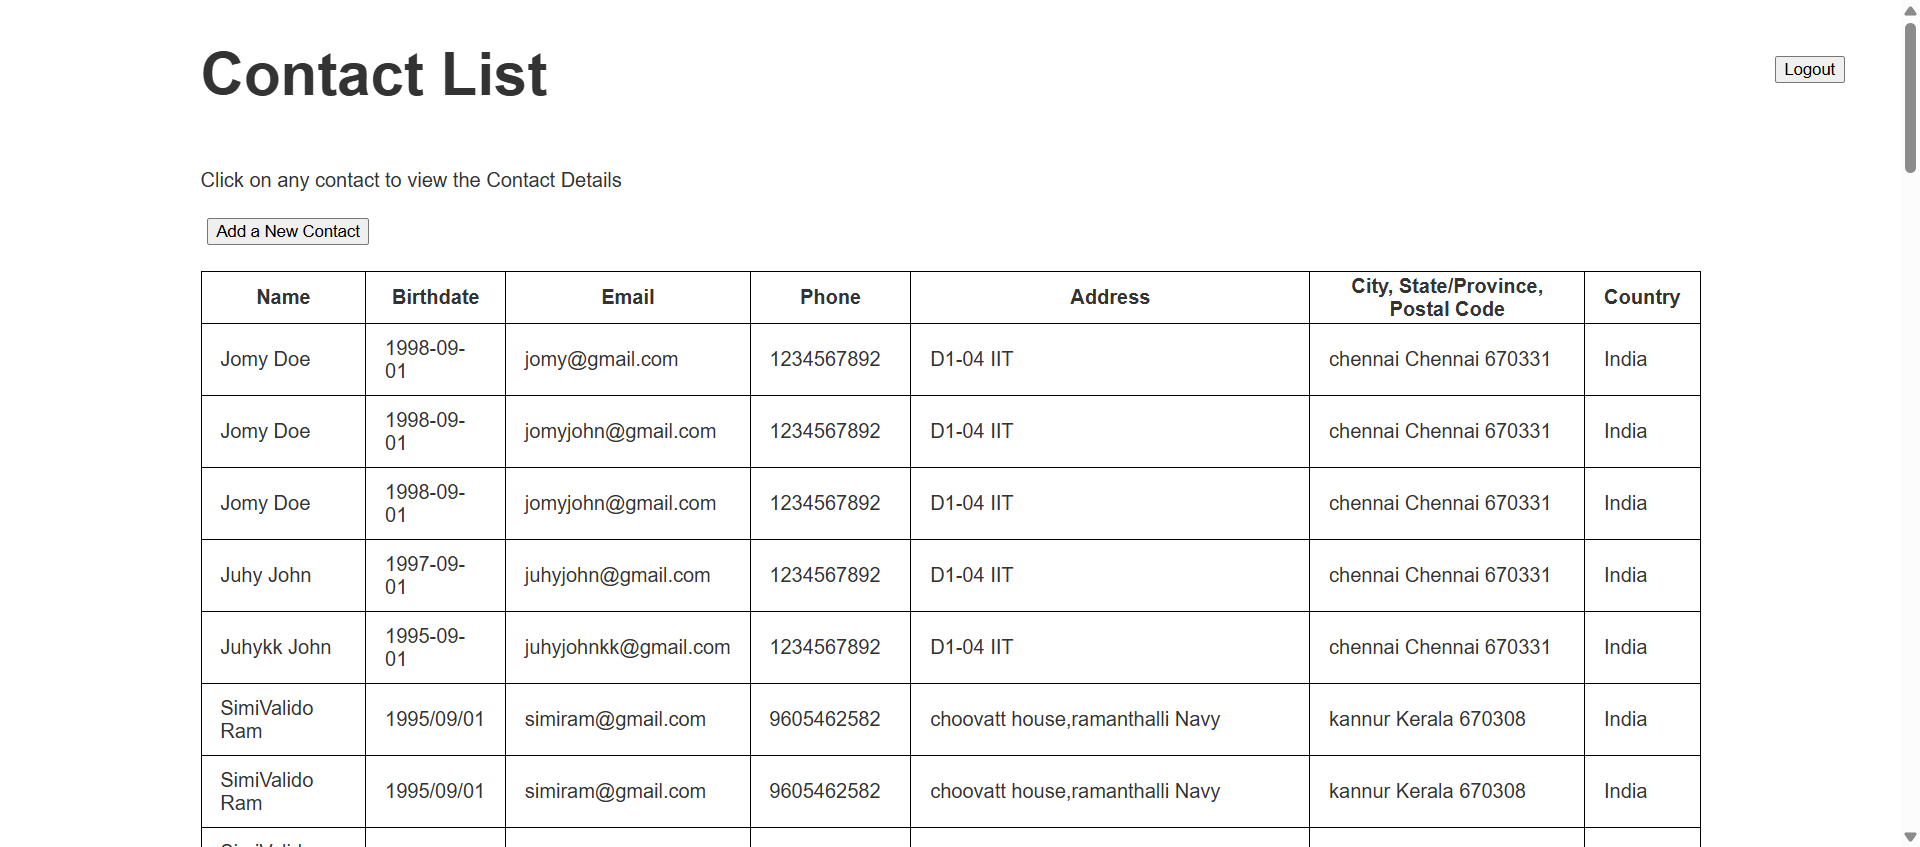 Contact List
Logout
Click on any contact to view the Contact Details
Add a New Contact
Name Birthdate Email Phone Address City, State/Province, Postal Code Country
Jomy Doe 1998-09-01 jomy@gmail.com 1234567892 D1-04 IIT chennai Chennai 670331 India
Jomy Doe 1998-09-01 jomyjohn@gmail.com 1234567892 D1-04 IIT chennai Chennai 670331 India
Jomy Doe 1998-09-01 jomyjohn@gmail.com 1234567892 D1-04 IIT chennai Chennai 670331 India
Juhy John 1997-09-01 juhyjohn@gmail.com 1234567892 D1-04 IIT chennai Chennai 670331 India
Juhykk John 1995-09-01 juhyjohnkk@gmail.com 1234567892 D1-04 IIT chennai Chennai 670331 India
SimiValido Ram 1995/09/01 simiram@gmail.com 9605462582 choovatt house,ramanthalli Navy kannur Kerala 670308 India
SimiValido Ram 1995/09/01 simiram@gmail.com 9605462582 choovatt house,ramanthalli Navy kannur Kerala 670308 India